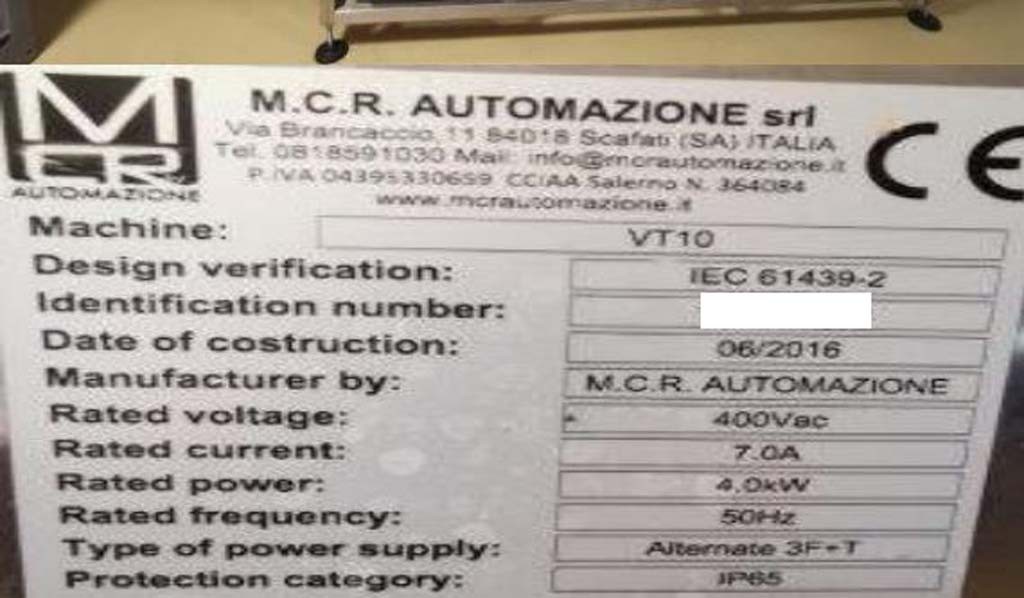 M
CR
AUTOMAZIONE
M.C.R. AUTOMAZIONE srl
Via Brancaccio 11 84018 Scafati (SA) ITALIA
Tel. 0818591030 Mail: info@mcrautomazione.it
P.IVA 04395330659 CCIAA Salerno N. 364084
www.mcrautomazione.it
CE
Machine: VT10
Design verification: IEC 61439-2
Identification number:
Date of costruction: 06/2016
Manufacturer by: M.C.R. AUTOMAZIONE
Rated voltage: 400Vac
Rated current: 7.0A
Rated power: 4.0kW
Rated frequency: 50Hz
Type of power supply: Alternate 3F+T
Protection category: IP65